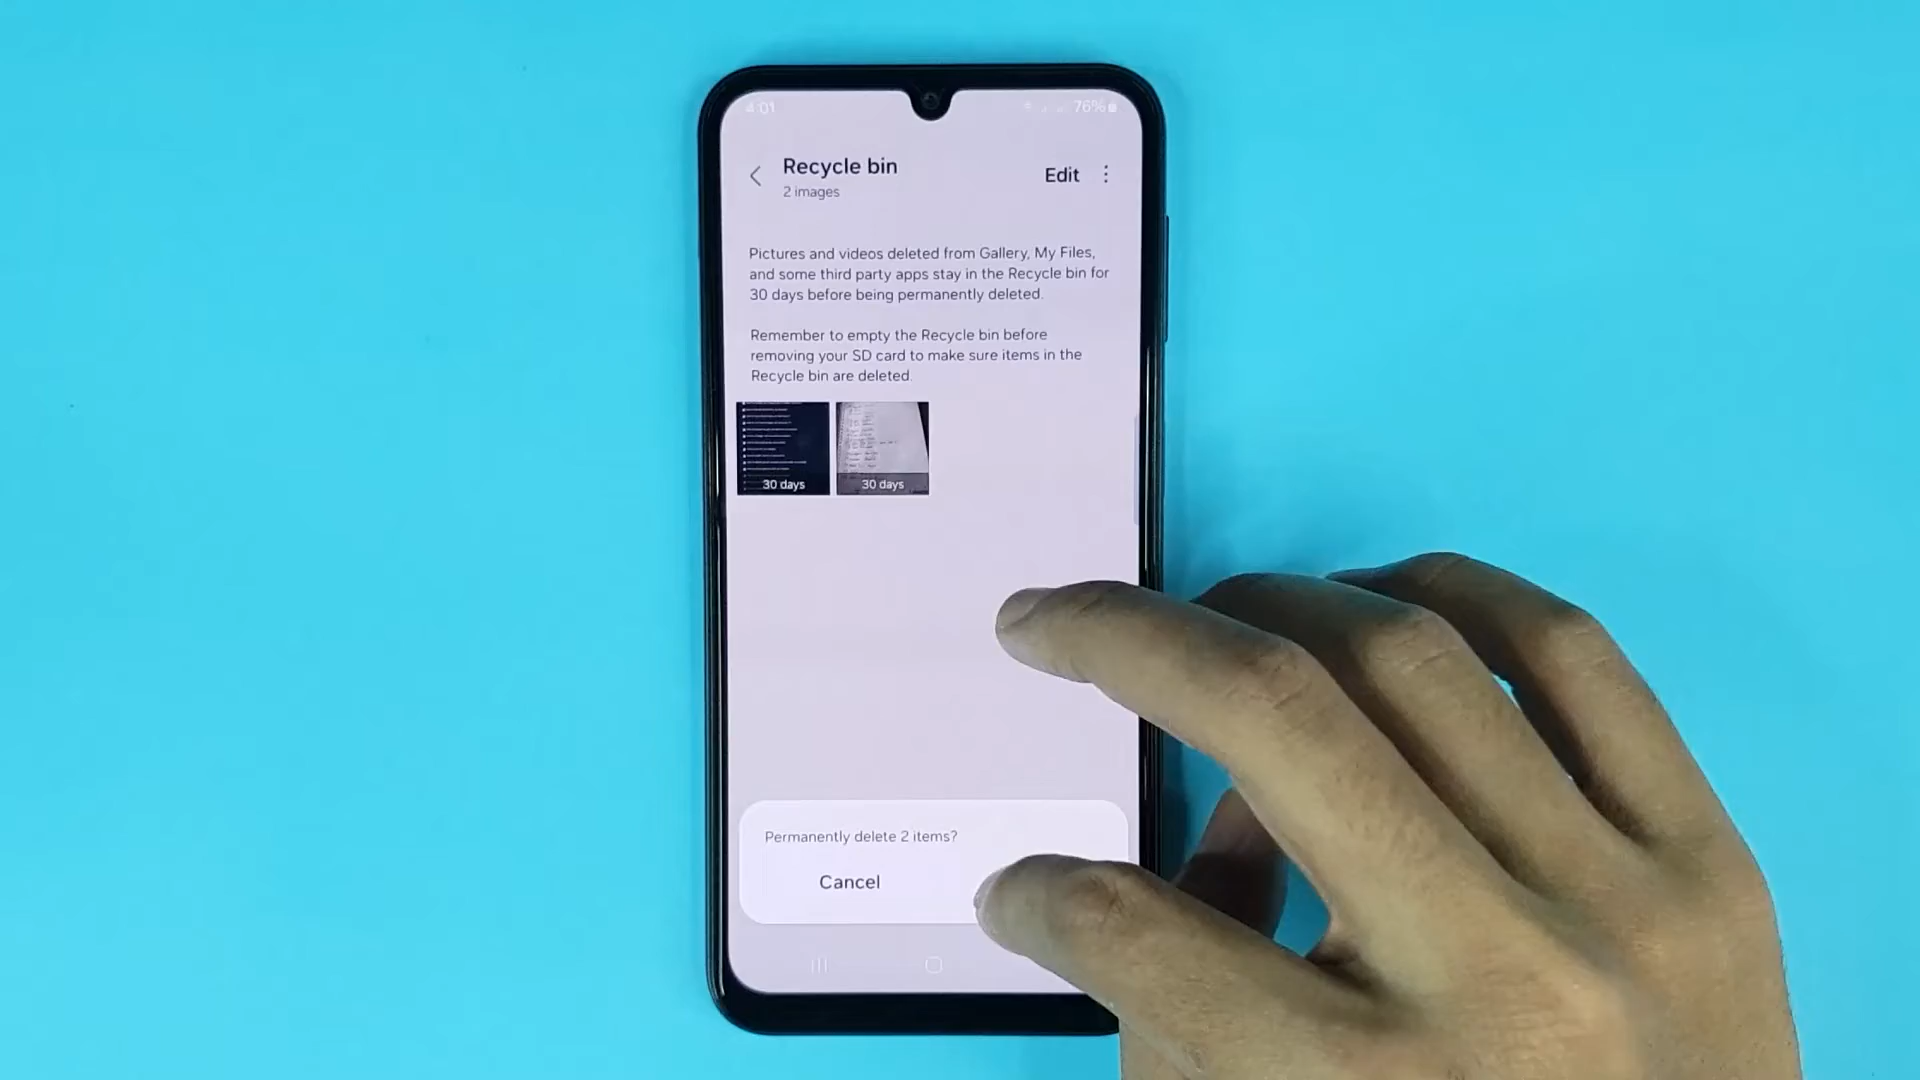 4:01
76%
Recycle bin
Edit
2 images
Pictures and videos deleted from Gallery, My Files,
and some third party apps stay in the Recycle bin for
30 days before being permanently deleted.
Remember to empty the Recycle bin before
removing your SD card to make sure items in the
Recycle bin are deleted.
30 days
30 days
Permanently delete 2 items?
Cancel